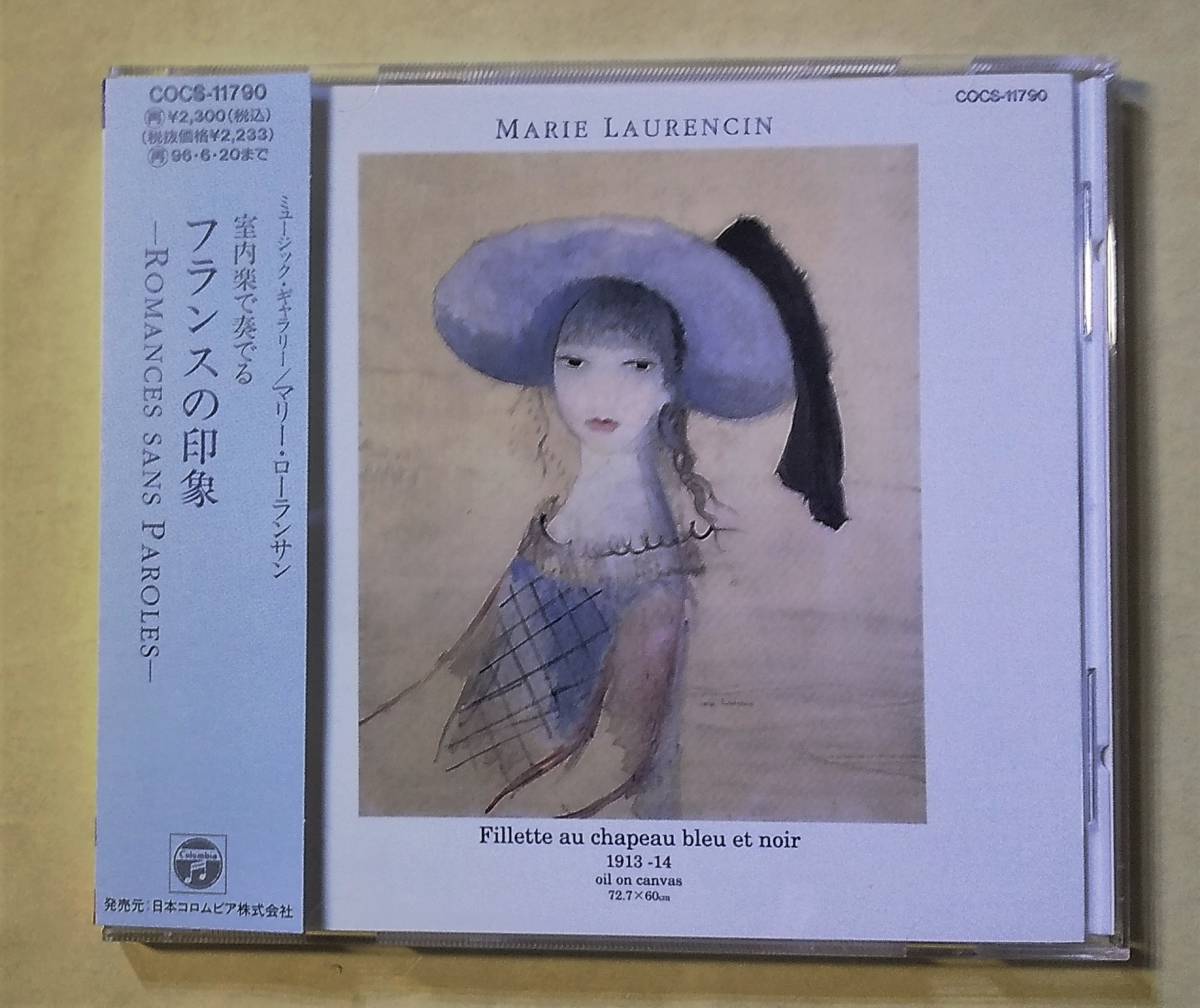 COCS-11790
再¥2,300(税込)
(税抜価格¥2,233)
再96・6・20まで
ミュージック・ギャラリー/マリー・ローランサン
室内楽で奏でる
フランスの印象
—ROMANCES SANS PAROLES—
Columbia
発売元:日本コロムビア株式会社
COCS-11790
MARIE LAURENCIN
Fillette au chapeau bleu et noir
1913 -14
oil on canvas
72.7×60cm